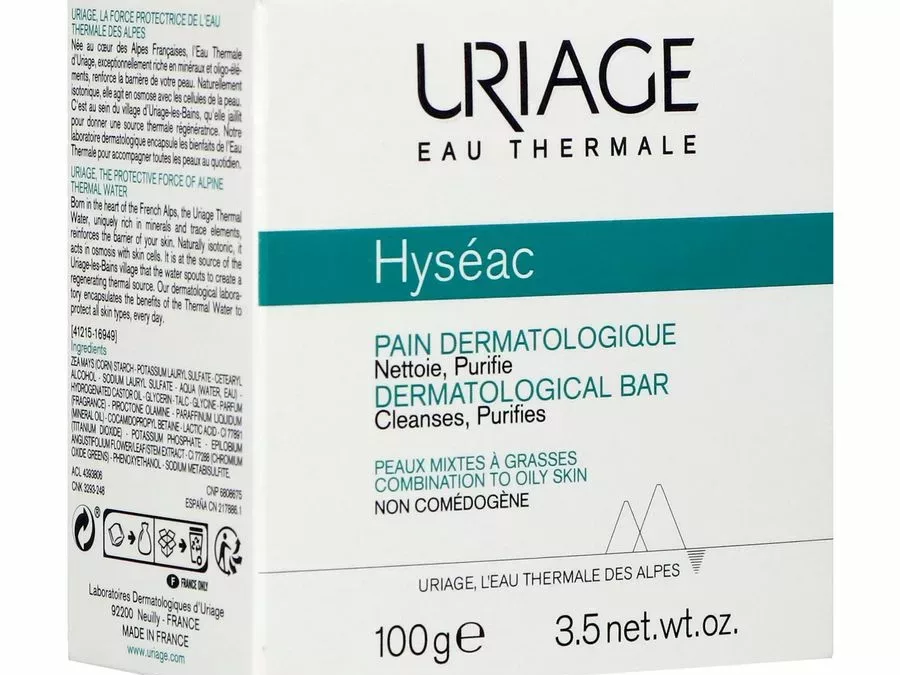 URIAGE, LA FORCE PROTECTRICE DE L'EAU
THERMALE DES ALPES
Née au cœur des Alpes Françaises, l'Eau Thermale
d'Uriage, exceptionnellement riche en minéraux et oligo-élé-
ments, renforce la barrière de votre peau. Naturellement
isotonique, elle agit en osmose avec les cellules de la peau.
C'est au sein du village d'Uriage-les-Bains, qu'elle jaillit
pour donner une source thermale régénératrice. Notre
laboratoire dermatologique encapsule les bienfaits de l'Eau
Thermale pour accompagner toutes les peaux au quotidien.
URIAGE, THE PROTECTIVE FORCE OF ALPINE
THERMAL WATER
Born in the heart of the French Alps, the Uriage Thermal
Water, uniquely rich in minerals and trace elements,
reinforces the barrier of your skin. Naturally isotonic, it
acts in osmosis with skin cells. It is at the source of the
Uriage-les-Bains village that the water spouts to create a
regenerating thermal source. Our dermatological labora-
tory encapsulates the benefits of the Thermal Water to
protect all skin types, every day.
[41215-16949]
Ingredients
ZEA MAYS (CORN) STARCH - POTASSIUM LAURYL SULFATE - CETEARYL
ALCOHOL - SODIUM LAURYL SULFATE - AQUA (WATER, EAU) -
HYDROGENATED CASTOR OIL - GLYCERIN - TALC - GLYCINE - PARFUM
(FRAGRANCE) - PIROCTONE OLAMINE - PARAFFINUM LIQUIDUM
(MINERAL OIL) - COCAMIDOPROPYL BETAINE - LACTIC ACID - CI 77891
(TITANIUM DIOXIDE) - POTASSIUM PHOSPHATE - EPILOBIUM
ANGUSTIFOLIUM FLOWER/LEAF/STEM EXTRACT - CI 77288 (CHROMIUM
OXIDE GREENS) - PHENOXYETHANOL - SODIUM METABISULFITE.
ACL 4393806
CNK 3293-248
CNP 6808675
ESPAÑA CN 217886.1
®
F FRANCE ONLY
Laboratoires Dermatologiques d'Uriage
92200 Neuilly - FRANCE
MADE IN FRANCE
www.uriage.com
URIAGE
EAU THERMALE
Hyséac
PAIN DERMATOLOGIQUE
Nettoie, Purifie
DERMATOLOGICAL BAR
Cleanses, Purifies
PEAUX MIXTES À GRASSES
COMBINATION TO OILY SKIN
NON COMÉDOGÈNE
URIAGE, L'EAU THERMALE DES ALPES
100 g e 3.5 net.wt.oz.